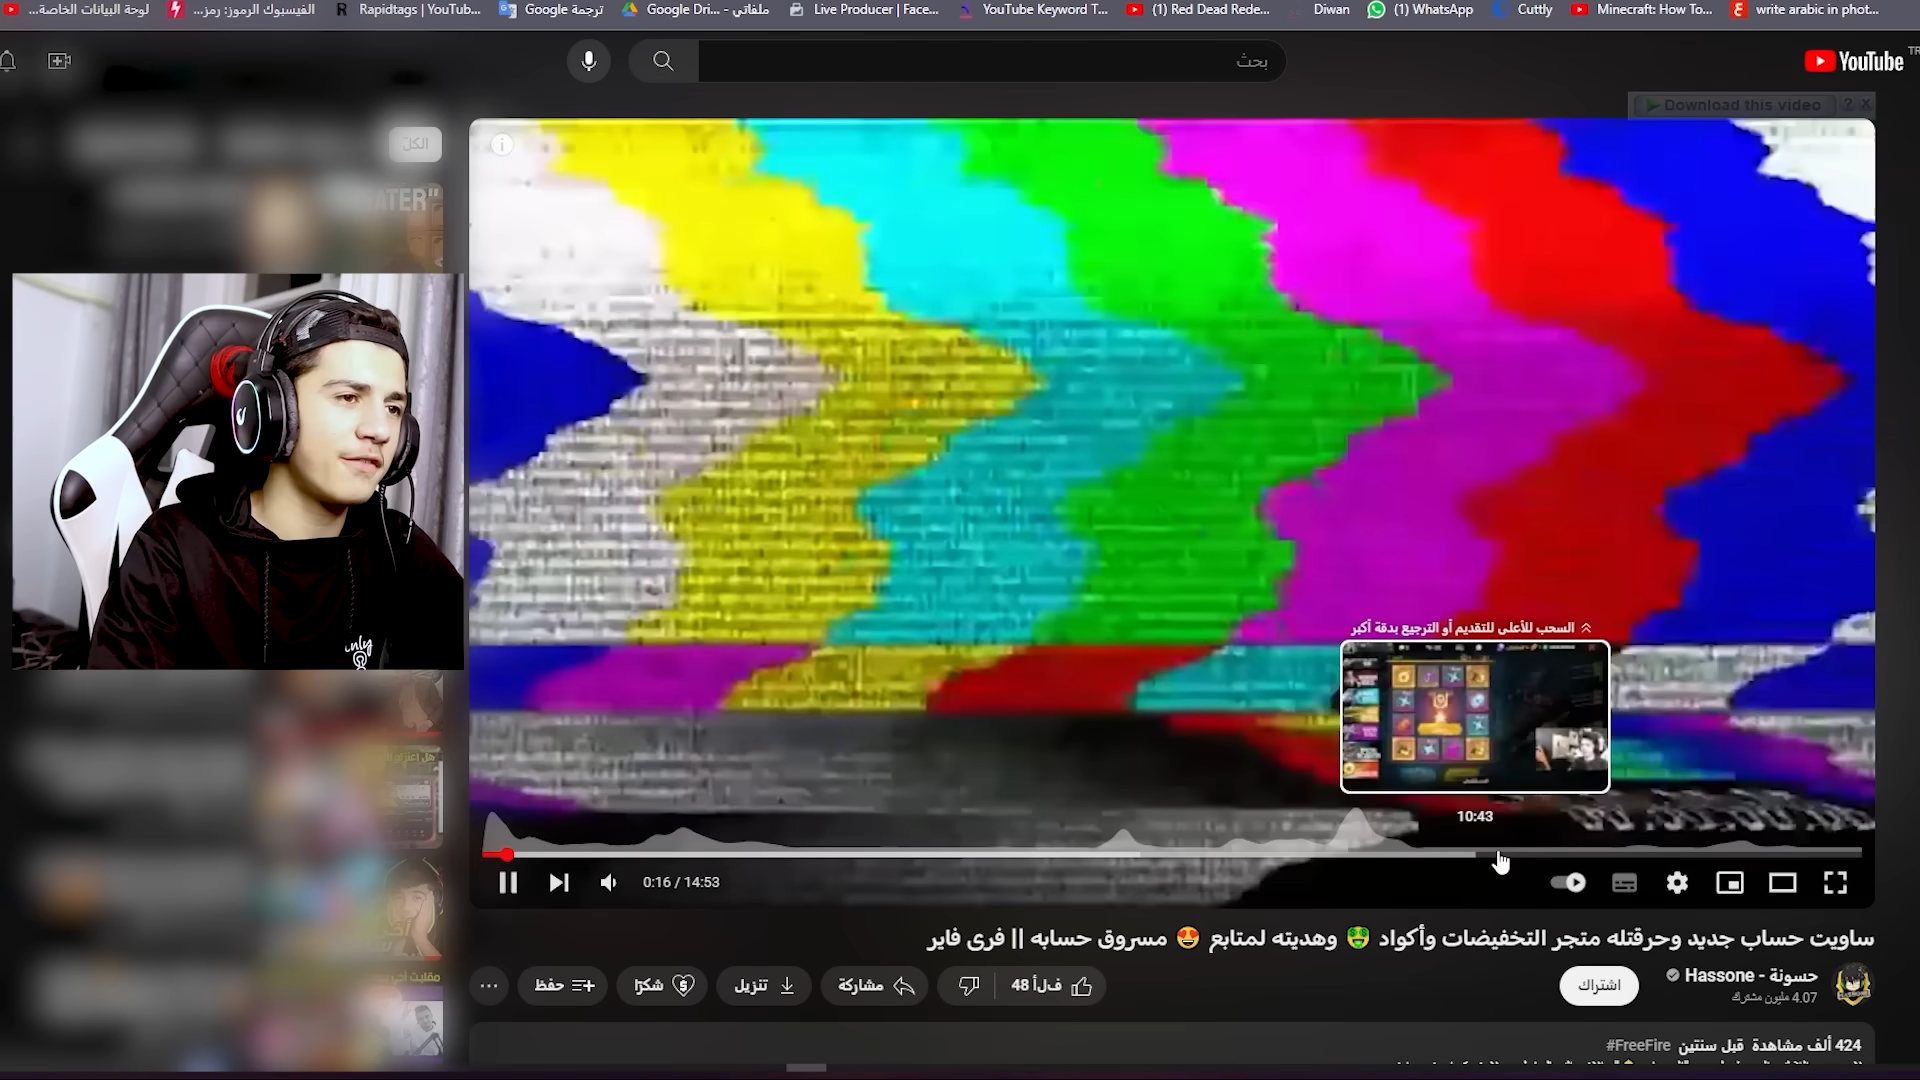 لوحة البيانات الخاصة...
الفيسبوك الرموز: رمز...
Rapidtags | YouTub...
ترجمة Google
ملفاتي - Google Dri...
Live Producer | Face...
YouTube Keyword T...
(1) Red Dead Rede...
Diwan
(1) WhatsApp
Cuttly
Minecraft: How To...
write arabic in phot...
بحث
YouTube TR
Download this video ? X
الكل
ATER"
only
السحب للأعلى للتقديم أو الترجيع بدقة أكبر
10:43
0:16 / 14:53
ساويت حساب جديد وحرقتله متجر التخفيضات وأكواد 🤑 وهديته لمتابع 😍 مسروق حسابه || فري فاير
حسونة - Hassone
4.07 مليون مشترك
اشتراك
48 ألف
مشاركة
تنزيل
شكرًا
حفظ
424 ألف مشاهدة قبل سنتين #FreeFire